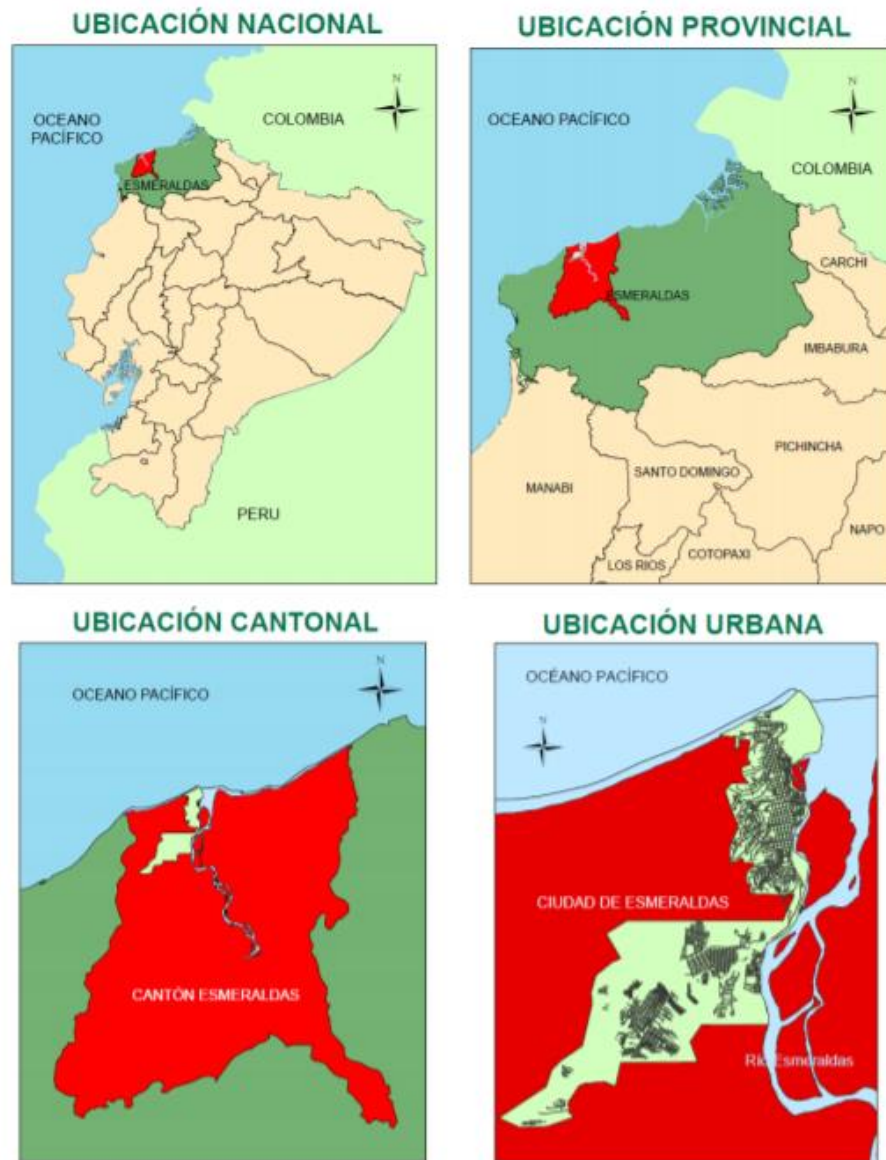 UBICACIÓN NACIONAL
N
OCEANO
PACÍFICO
COLOMBIA
ESMERALDAS
PERU
UBICACIÓN PROVINCIAL
N
OCEANO PACÍFICO
COLOMBIA
CARCHI
ESMERALDAS
IMBABURA
PICHINCHA
SANTO DOMINGO
MANABI
NAPO
COTOPAXI
LOS RIOS
UBICACIÓN CANTONAL
N
OCEANO PACÍFICO
CANTÓN ESMERALDAS
UBICACIÓN URBANA
OCÉANO PACÍFICO
N
CIUDAD DE ESMERALDAS
Río Esmeraldas